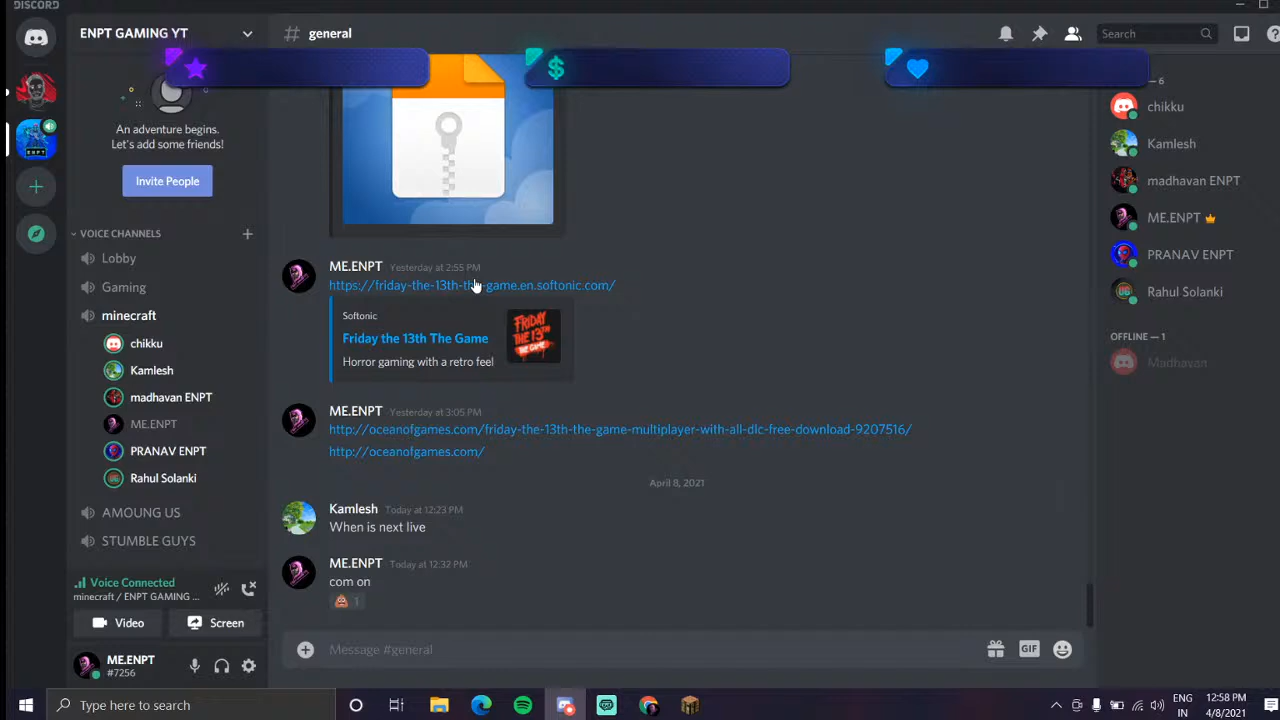 DISCORD
ENPT GAMING YT
An adventure begins.
Let's add some friends!
Invite People
VOICE CHANNELS
Lobby
Gaming
minecraft
chikku
Kamlesh
madhavan ENPT
ME.ENPT
PRANAV ENPT
Rahul Solanki
AMOUNG US
STUMBLE GUYS
Voice Connected
minecraft / ENPT GAMING ...
Video
Screen
ME.ENPT
#7256
# general
Search
ME.ENPT Yesterday at 2:55 PM
https://friday-the-13th-the-game.en.softonic.com/
Softonic
Friday the 13th The Game
Horror gaming with a retro feel
FRIDAY
THE 13TH
THE GAME
ME.ENPT Yesterday at 3:05 PM
http://oceanofgames.com/friday-the-13th-the-game-multiplayer-with-all-dlc-free-download-9207516/
http://oceanofgames.com/
April 8, 2021
Kamlesh Today at 12:23 PM
When is next live
ME.ENPT Today at 12:32 PM
com on
1
Message #general
GIF
— 6
chikku
Kamlesh
madhavan ENPT
ME.ENPT
PRANAV ENPT
Rahul Solanki
OFFLINE — 1
Madhavan
Type here to search
ENG
IN
12:58 PM
4/8/2021